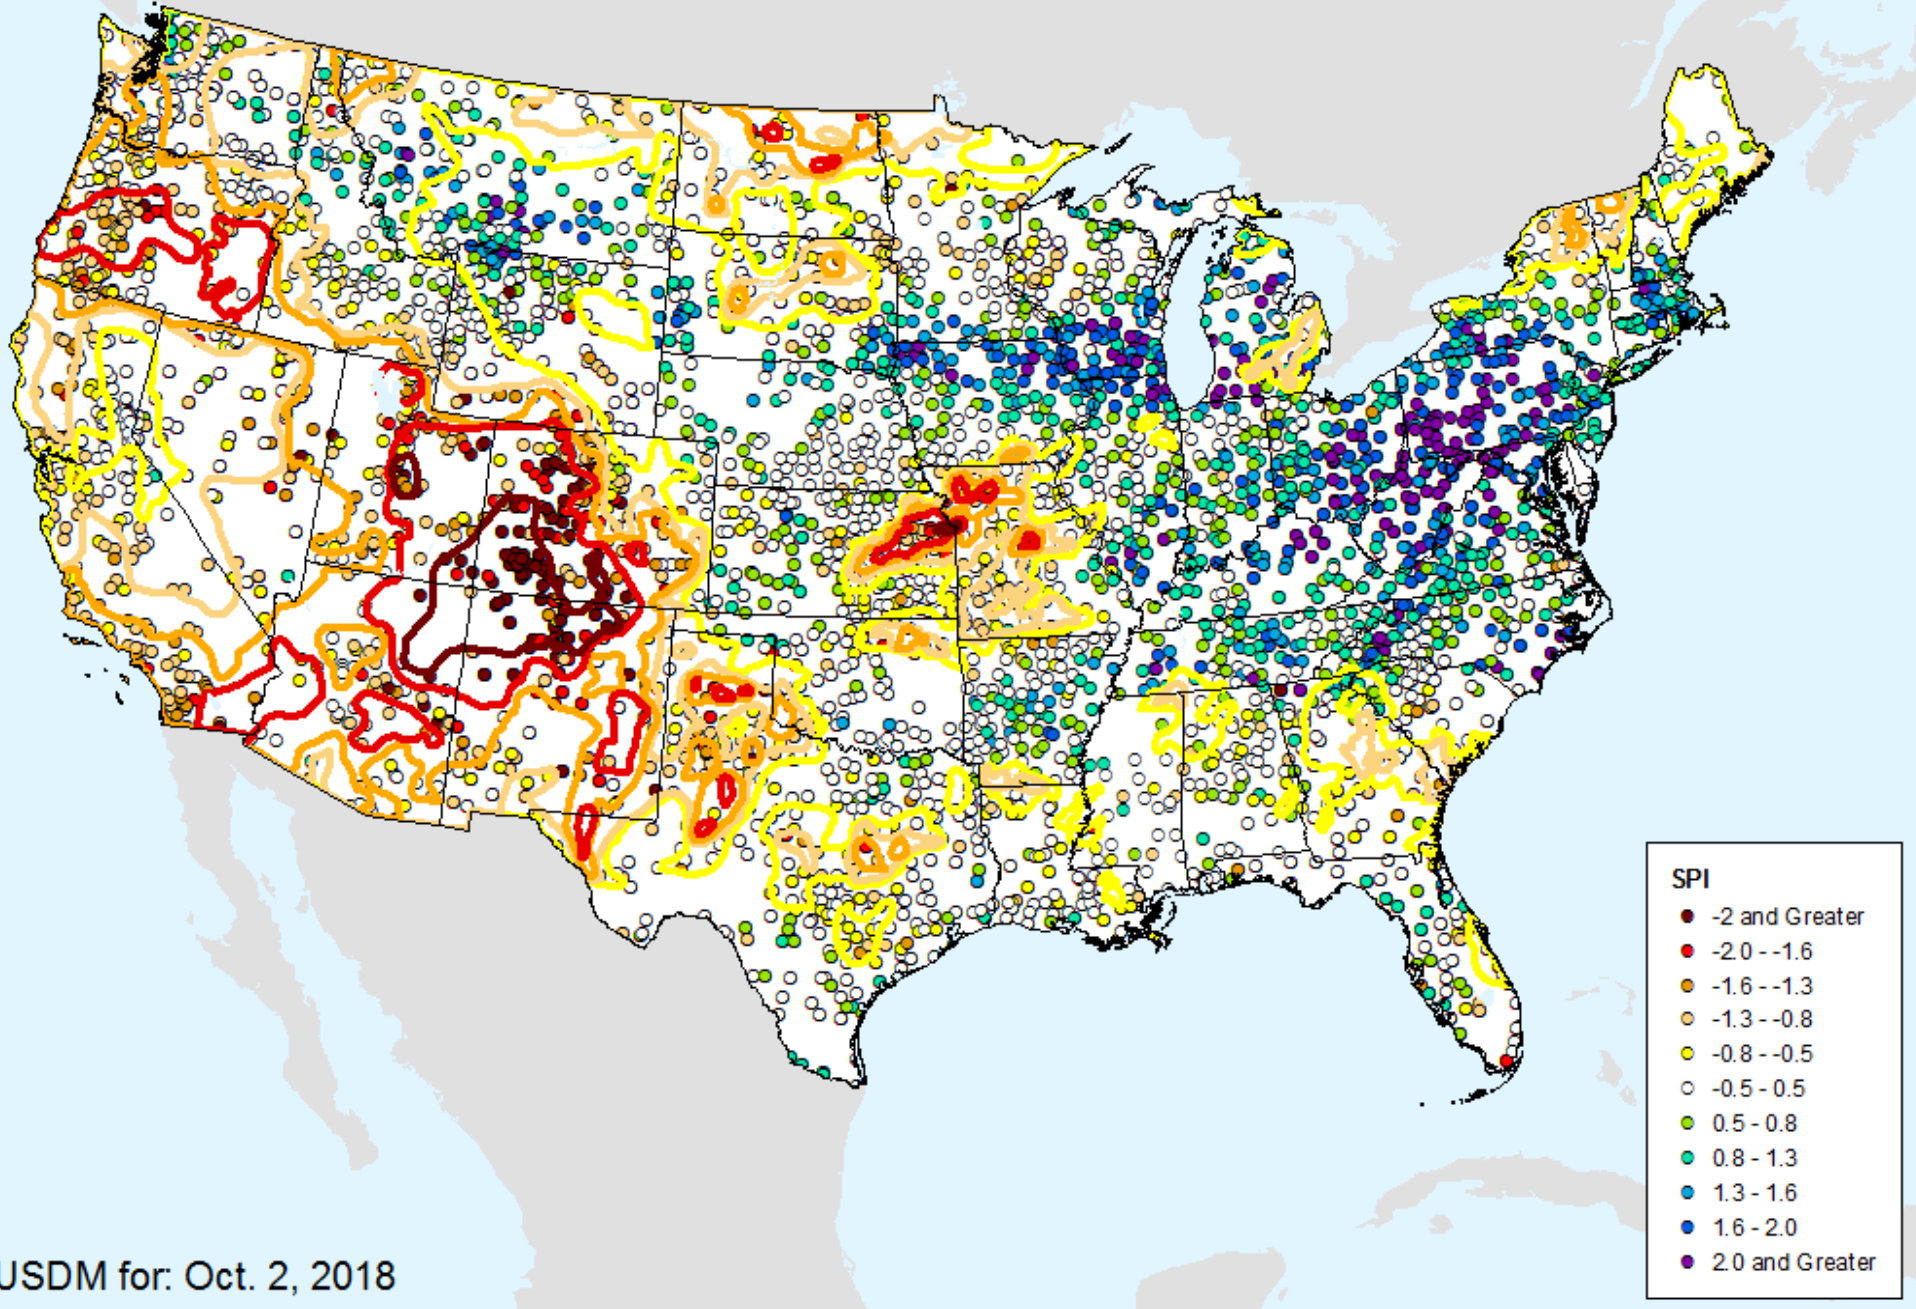 SPI
-2 and Greater
-2.0 - -1.6
-1.6 - -1.3
-1.3 - -0.8
-0.8 - -0.5
-0.5 - 0.5
0.5 - 0.8
0.8 - 1.3
1.3 - 1.6
1.6 - 2.0
2.0 and Greater
USDM for: Oct. 2, 2018